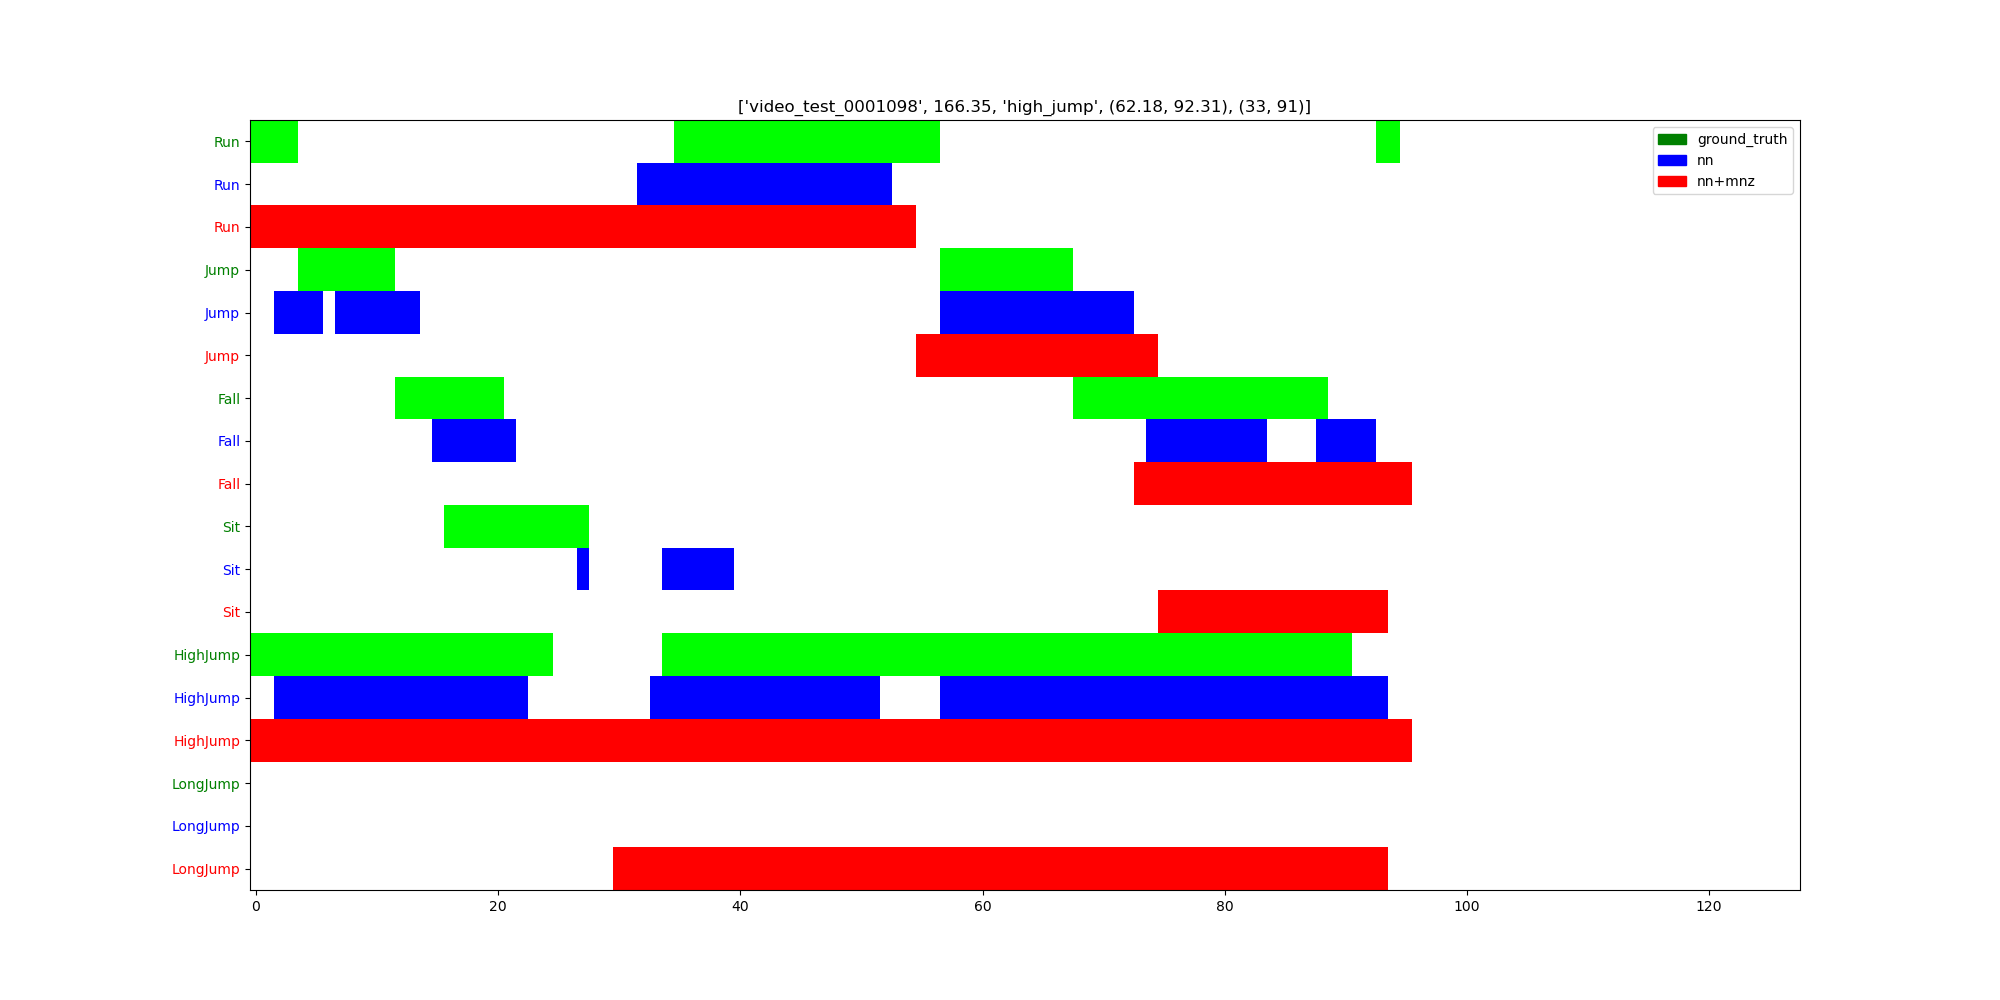 ['video_test_0001098', 166.35, 'high_jump', (62.18, 92.31), (33, 91)]
Run
Run
Run
Jump
Jump
Jump
Fall
Fall
Fall
Sit
Sit
Sit
HighJump
HighJump
HighJump
LongJump
LongJump
LongJump
ground_truth
nn
nn+mnz
0 20 40 60 80 100 120